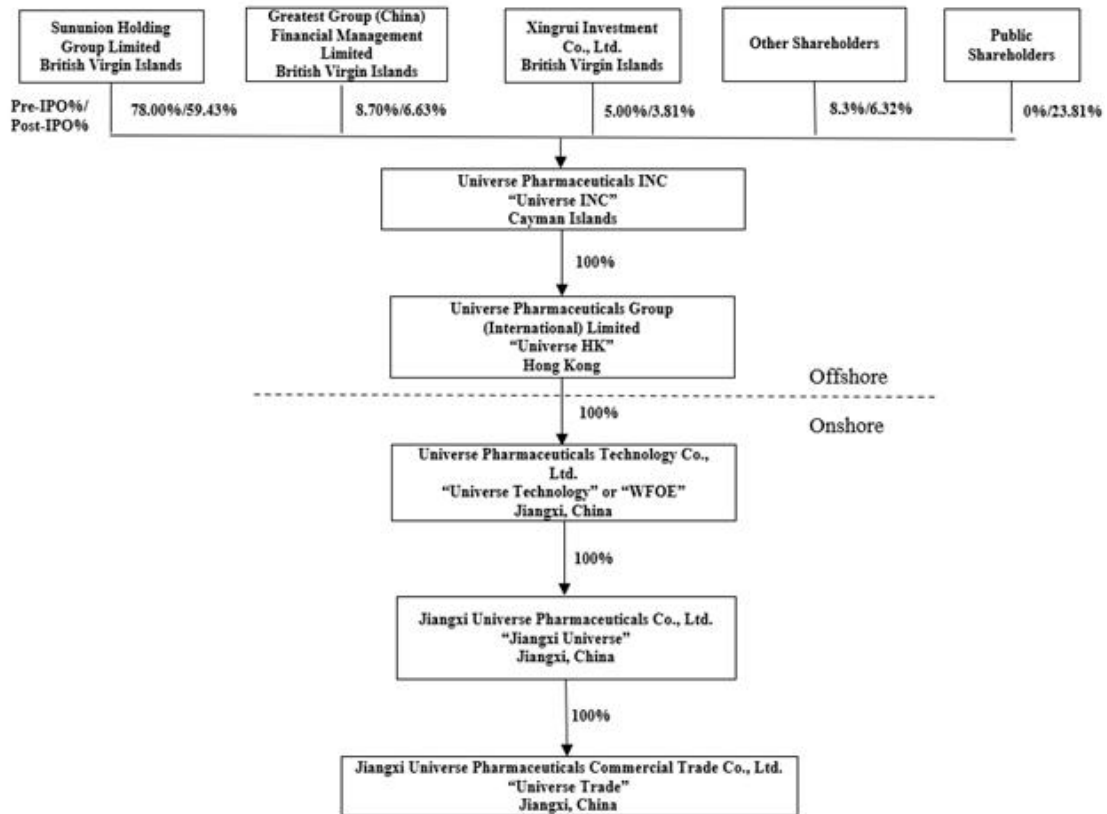 Sununion Holding
Group Limited
British Virgin Islands
Greatest Group (China)
Financial Management
Limited
British Virgin Islands
Xingrui Investment
Co., Ltd.
British Virgin Islands
Other Shareholders
Public
Shareholders
Pre-IPO%/
Post-IPO%
78.00%/59.43%
8.70%/6.63%
5.00%/3.81%
8.3%/6.32%
0%/23.81%
Universe Pharmaceuticals INC
“Universe INC”
Cayman Islands
100%
Universe Pharmaceuticals Group
(International) Limited
“Universe HK”
Hong Kong
Offshore
100%
Onshore
Universe Pharmaceuticals Technology Co.,
Ltd.
“Universe Technology” or “WFOE”
Jiangxi, China
100%
Jiangxi Universe Pharmaceuticals Co., Ltd.
“Jiangxi Universe”
Jiangxi, China
100%
Jiangxi Universe Pharmaceuticals Commercial Trade Co., Ltd.
“Universe Trade”
Jiangxi, China